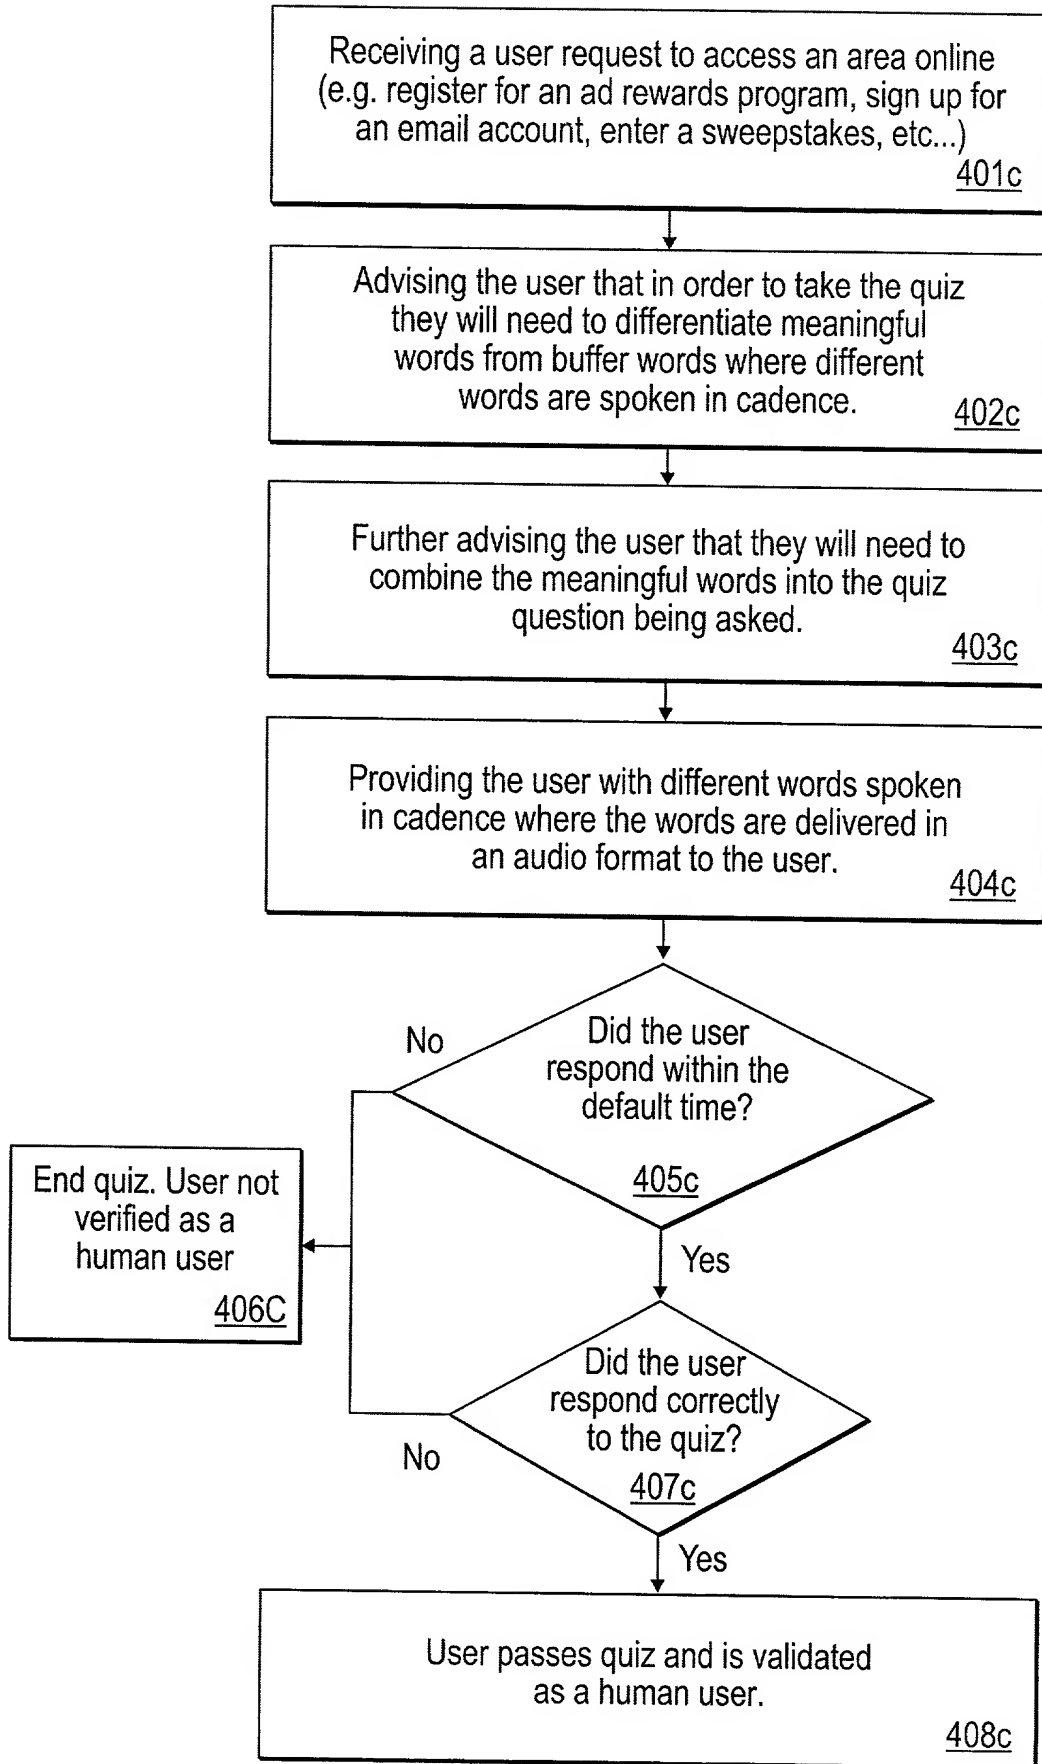 Receiving a user request to access an area online
(e.g. register for an ad rewards program, sign up for
an email account, enter a sweepstakes, etc...)
401c
Advising the user that in order to take the quiz
they will need to differentiate meaningful
words from buffer words where different
words are spoken in cadence.
402c
Further advising the user that they will need to
combine the meaningful words into the quiz
question being asked.
403c
Providing the user with different words spoken
in cadence where the words are delivered in
an audio format to the user.
404c
No
Did the user
respond within the
default time?
405c
End quiz. User not
verified as a
human user
406C
Yes
Did the user
respond correctly
to the quiz?
407c
No
Yes
User passes quiz and is validated
as a human user.
408c